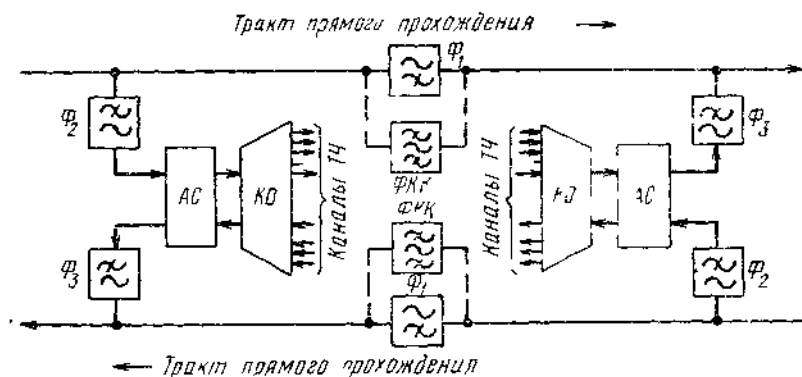 Тракт прямого прохождения
Ф1
Ф2
Ф3
АС
КО
Каналы ТЧ
Каналы ТЧ
АС
ФКК
Ф3
Ф1
Ф2
Тракт прямого прохождения